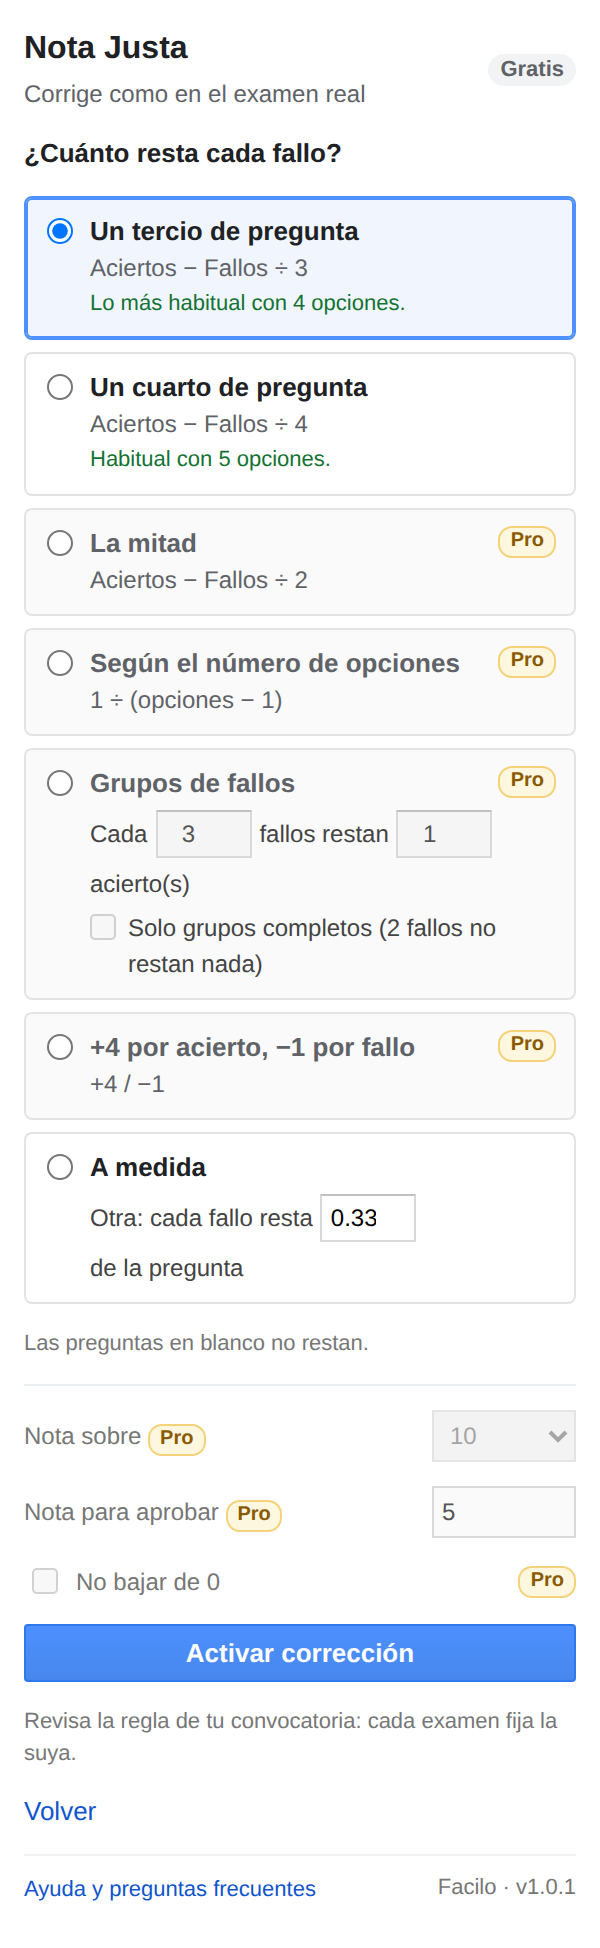 Nota Justa
Gratis
Corrige como en el examen real
¿Cuánto resta cada fallo?
Un tercio de pregunta
Aciertos − Fallos ÷ 3
Lo más habitual con 4 opciones.
Un cuarto de pregunta
Aciertos − Fallos ÷ 4
Habitual con 5 opciones.
La mitad
Pro
Aciertos − Fallos ÷ 2
Según el número de opciones
Pro
1 ÷ (opciones − 1)
Grupos de fallos
Pro
Cada 3 fallos restan 1
acierto(s)
Solo grupos completos (2 fallos no
restan nada)
+4 por acierto, −1 por fallo
Pro
+4 / −1
A medida
Otra: cada fallo resta 0.33
de la pregunta
Las preguntas en blanco no restan.
Nota sobre Pro 10
Nota para aprobar Pro 5
No bajar de 0 Pro
Activar corrección
Revisa la regla de tu convocatoria: cada examen fija la
suya.
Volver
Ayuda y preguntas frecuentes
Facilo · v1.0.1